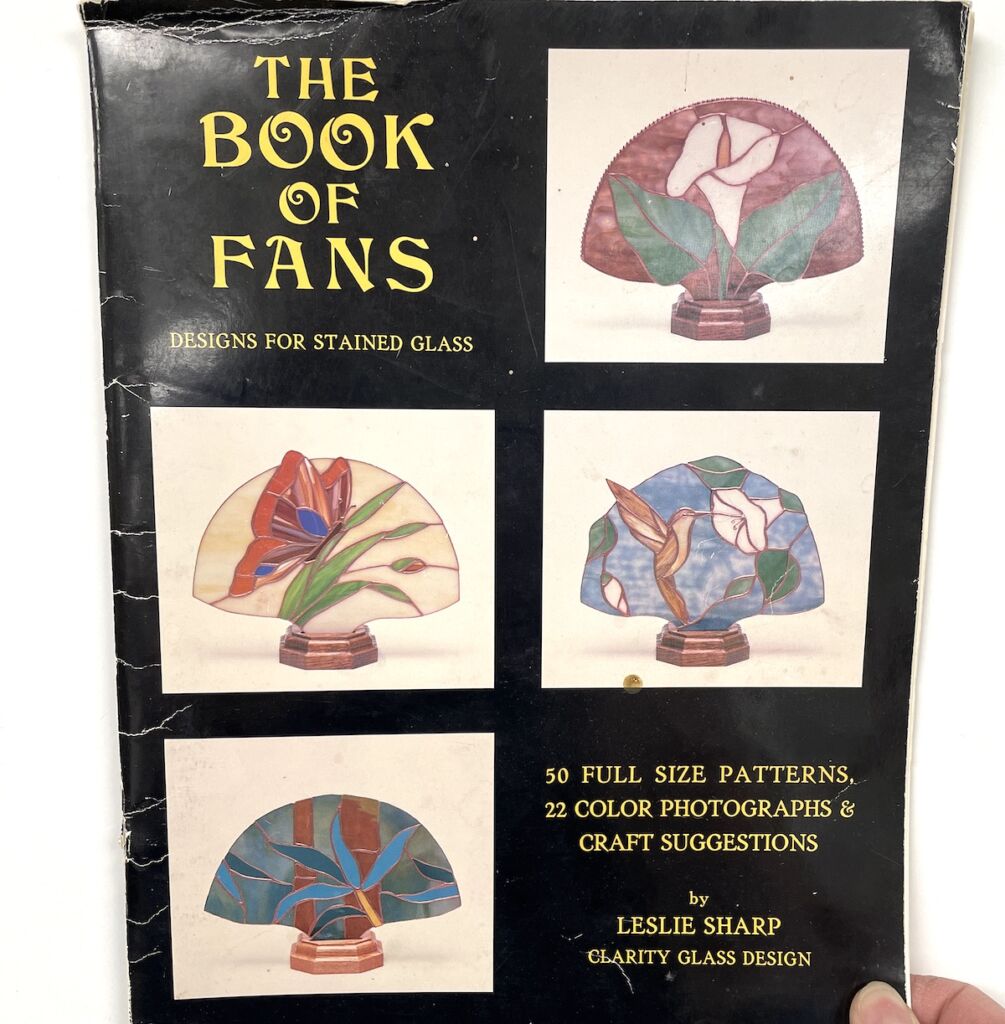 THE
BOOK
OF
FANS
DESIGNS FOR STAINED GLASS
50 FULL SIZE PATTERNS,
22 COLOR PHOTOGRAPHS &
CRAFT SUGGESTIONS
by
LESLIE SHARP
CLARITY GLASS DESIGN